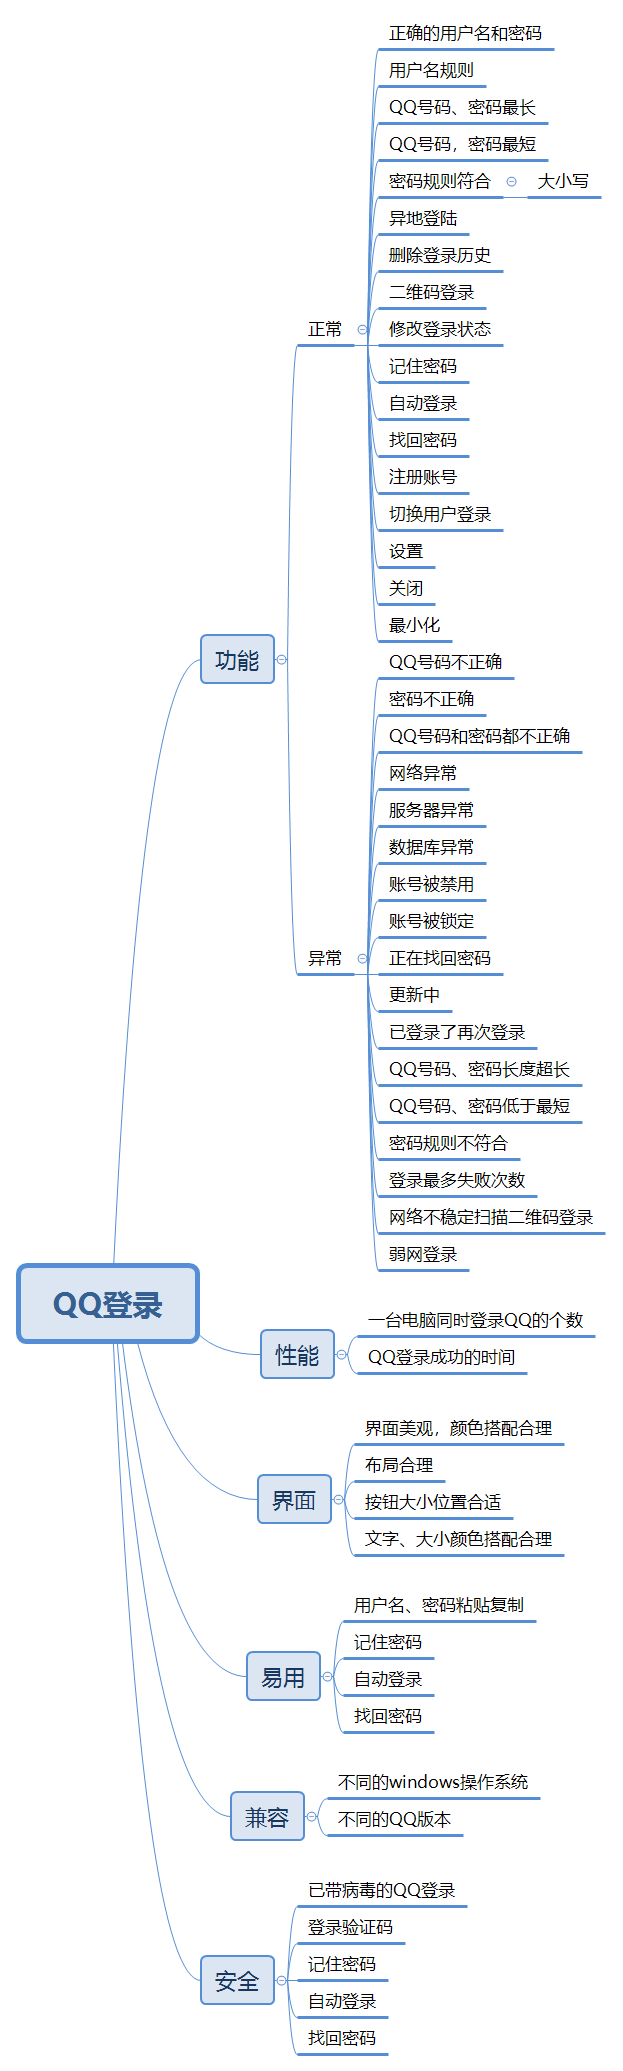 正确的用户名和密码
用户名规则
QQ号码、密码最长
QQ号码，密码最短
密码规则符合
大小写
异地登陆
删除登录历史
二维码登录
正常
修改登录状态
记住密码
自动登录
找回密码
注册账号
切换用户登录
设置
关闭
最小化
功能
QQ号码不正确
密码不正确
QQ号码和密码都不正确
网络异常
服务器异常
数据库异常
账号被禁用
账号被锁定
异常
正在找回密码
更新中
已登录了再次登录
QQ号码、密码长度超长
QQ号码、密码低于最短
密码规则不符合
登录最多失败次数
网络不稳定扫描二维码登录
弱网登录
QQ登录
一台电脑同时登录QQ的个数
性能
QQ登录成功的时间
界面美观，颜色搭配合理
布局合理
界面
按钮大小位置合适
文字、大小颜色搭配合理
用户名、密码粘贴复制
记住密码
易用
自动登录
找回密码
不同的windows操作系统
兼容
不同的QQ版本
已带病毒的QQ登录
登录验证码
记住密码
安全
自动登录
找回密码